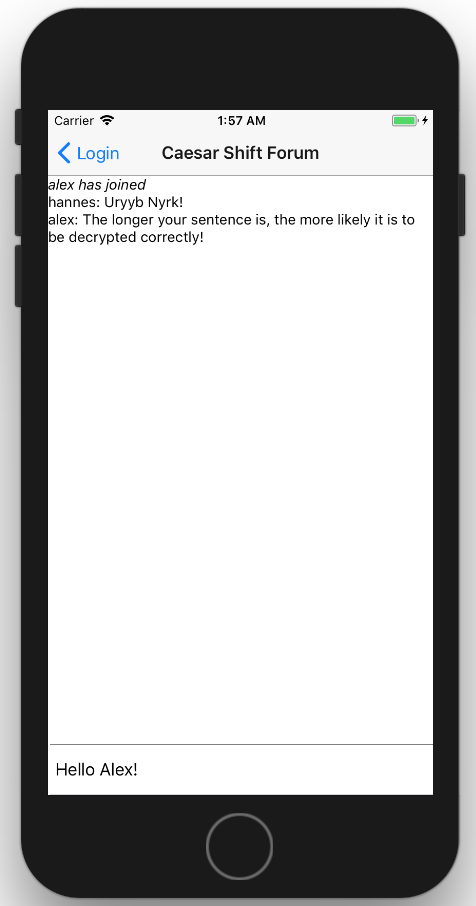 Carrier 1:57 AM
Login Caesar Shift Forum
alex has joined
hannes: Uryyb Nyrk!
alex: The longer your sentence is, the more likely it is to
be decrypted correctly!
Hello Alex!